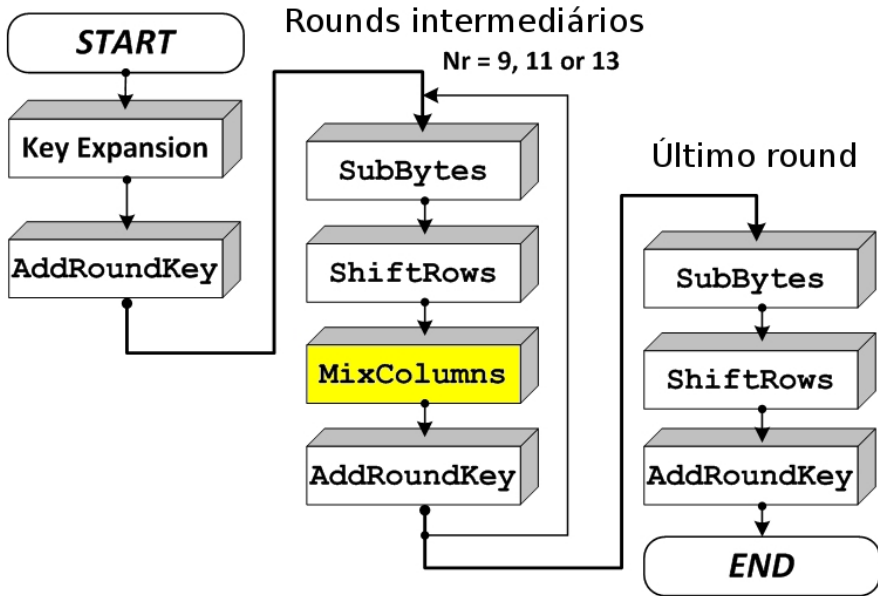 START
Key Expansion
AddRoundKey
Rounds intermediários
Nr = 9, 11 or 13
SubBytes
ShiftRows
MixColumns
AddRoundKey
Último round
SubBytes
ShiftRows
AddRoundKey
END